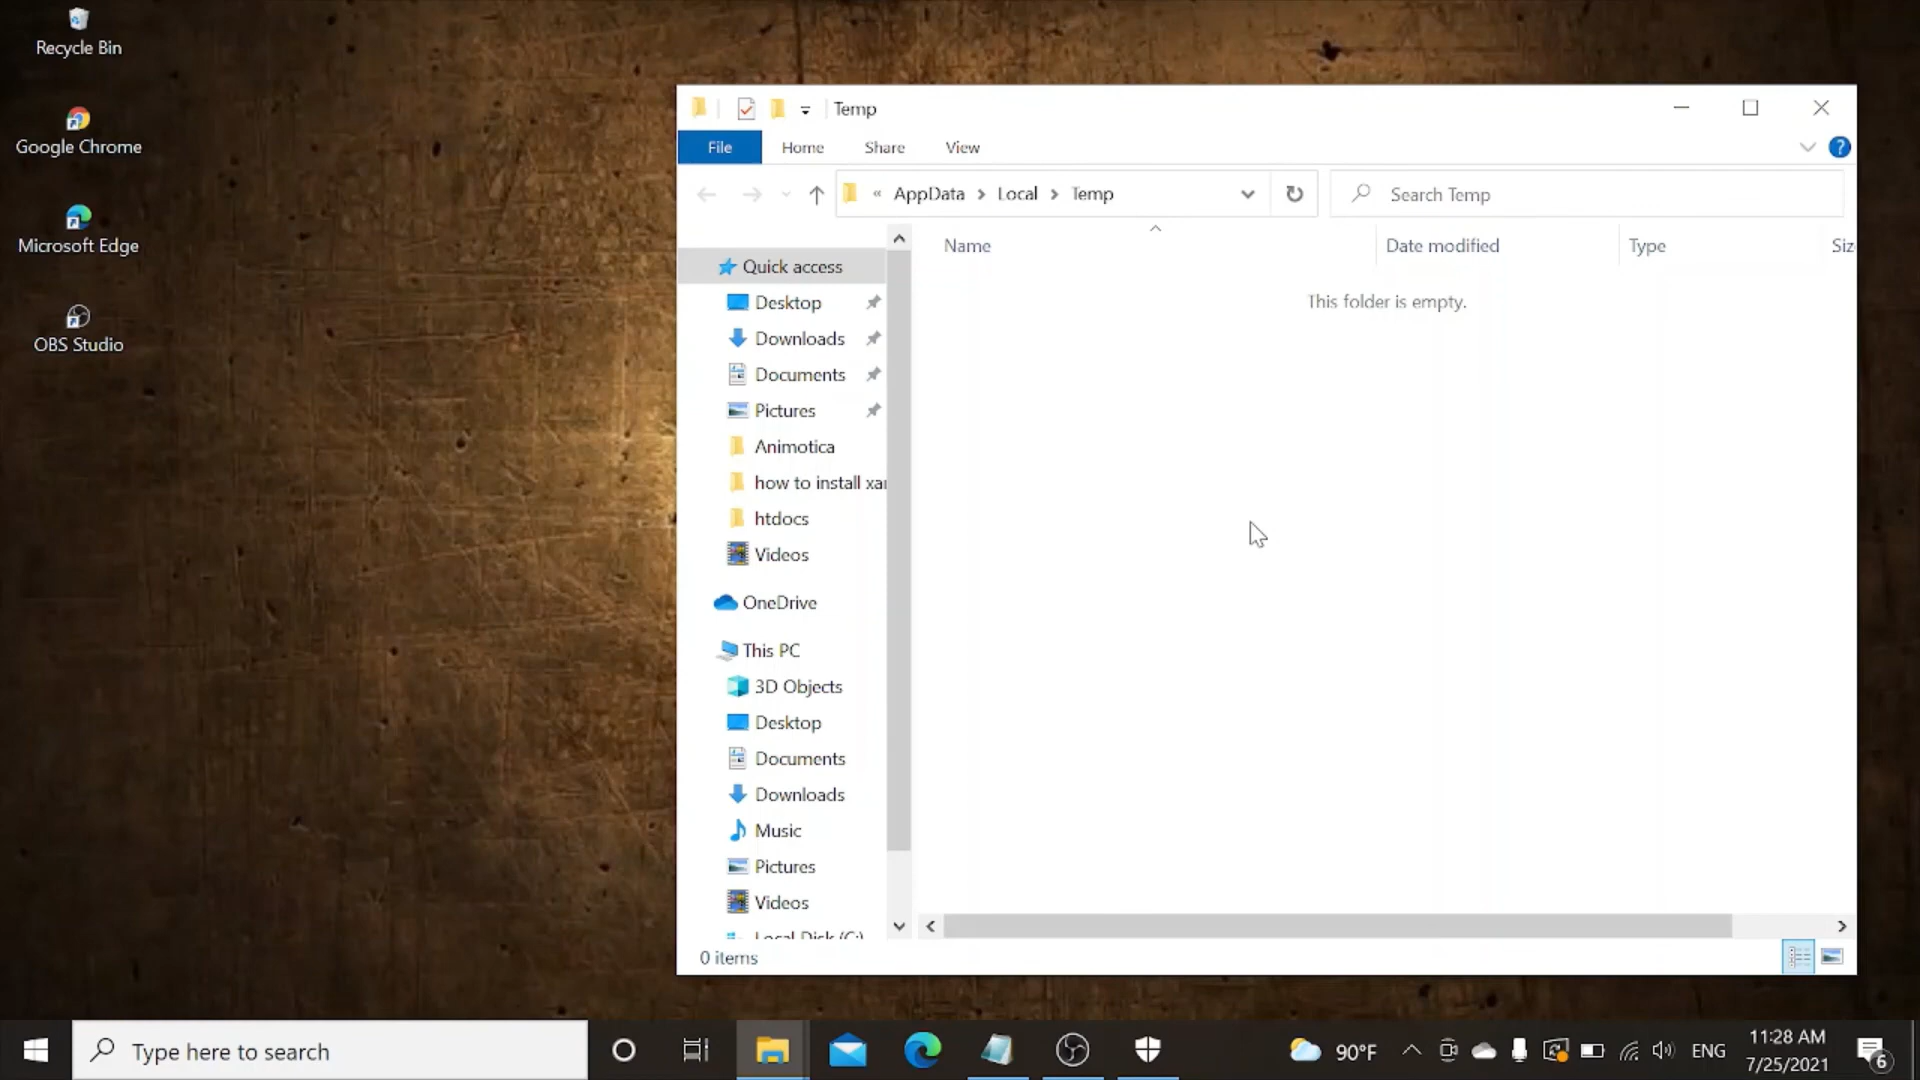 Recycle Bin
Google Chrome
Microsoft Edge
OBS Studio
Temp
File Home Share View
« AppData > Local > Temp
Search Temp
Name Date modified Type Siz
This folder is empty.
Quick access
Desktop
Downloads
Documents
Pictures
Animotica
how to install xa
htdocs
Videos
OneDrive
This PC
3D Objects
Desktop
Documents
Downloads
Music
Pictures
Videos
Local Disk (C:)
0 items
Type here to search
90°F
ENG
11:28 AM
7/25/2021
6